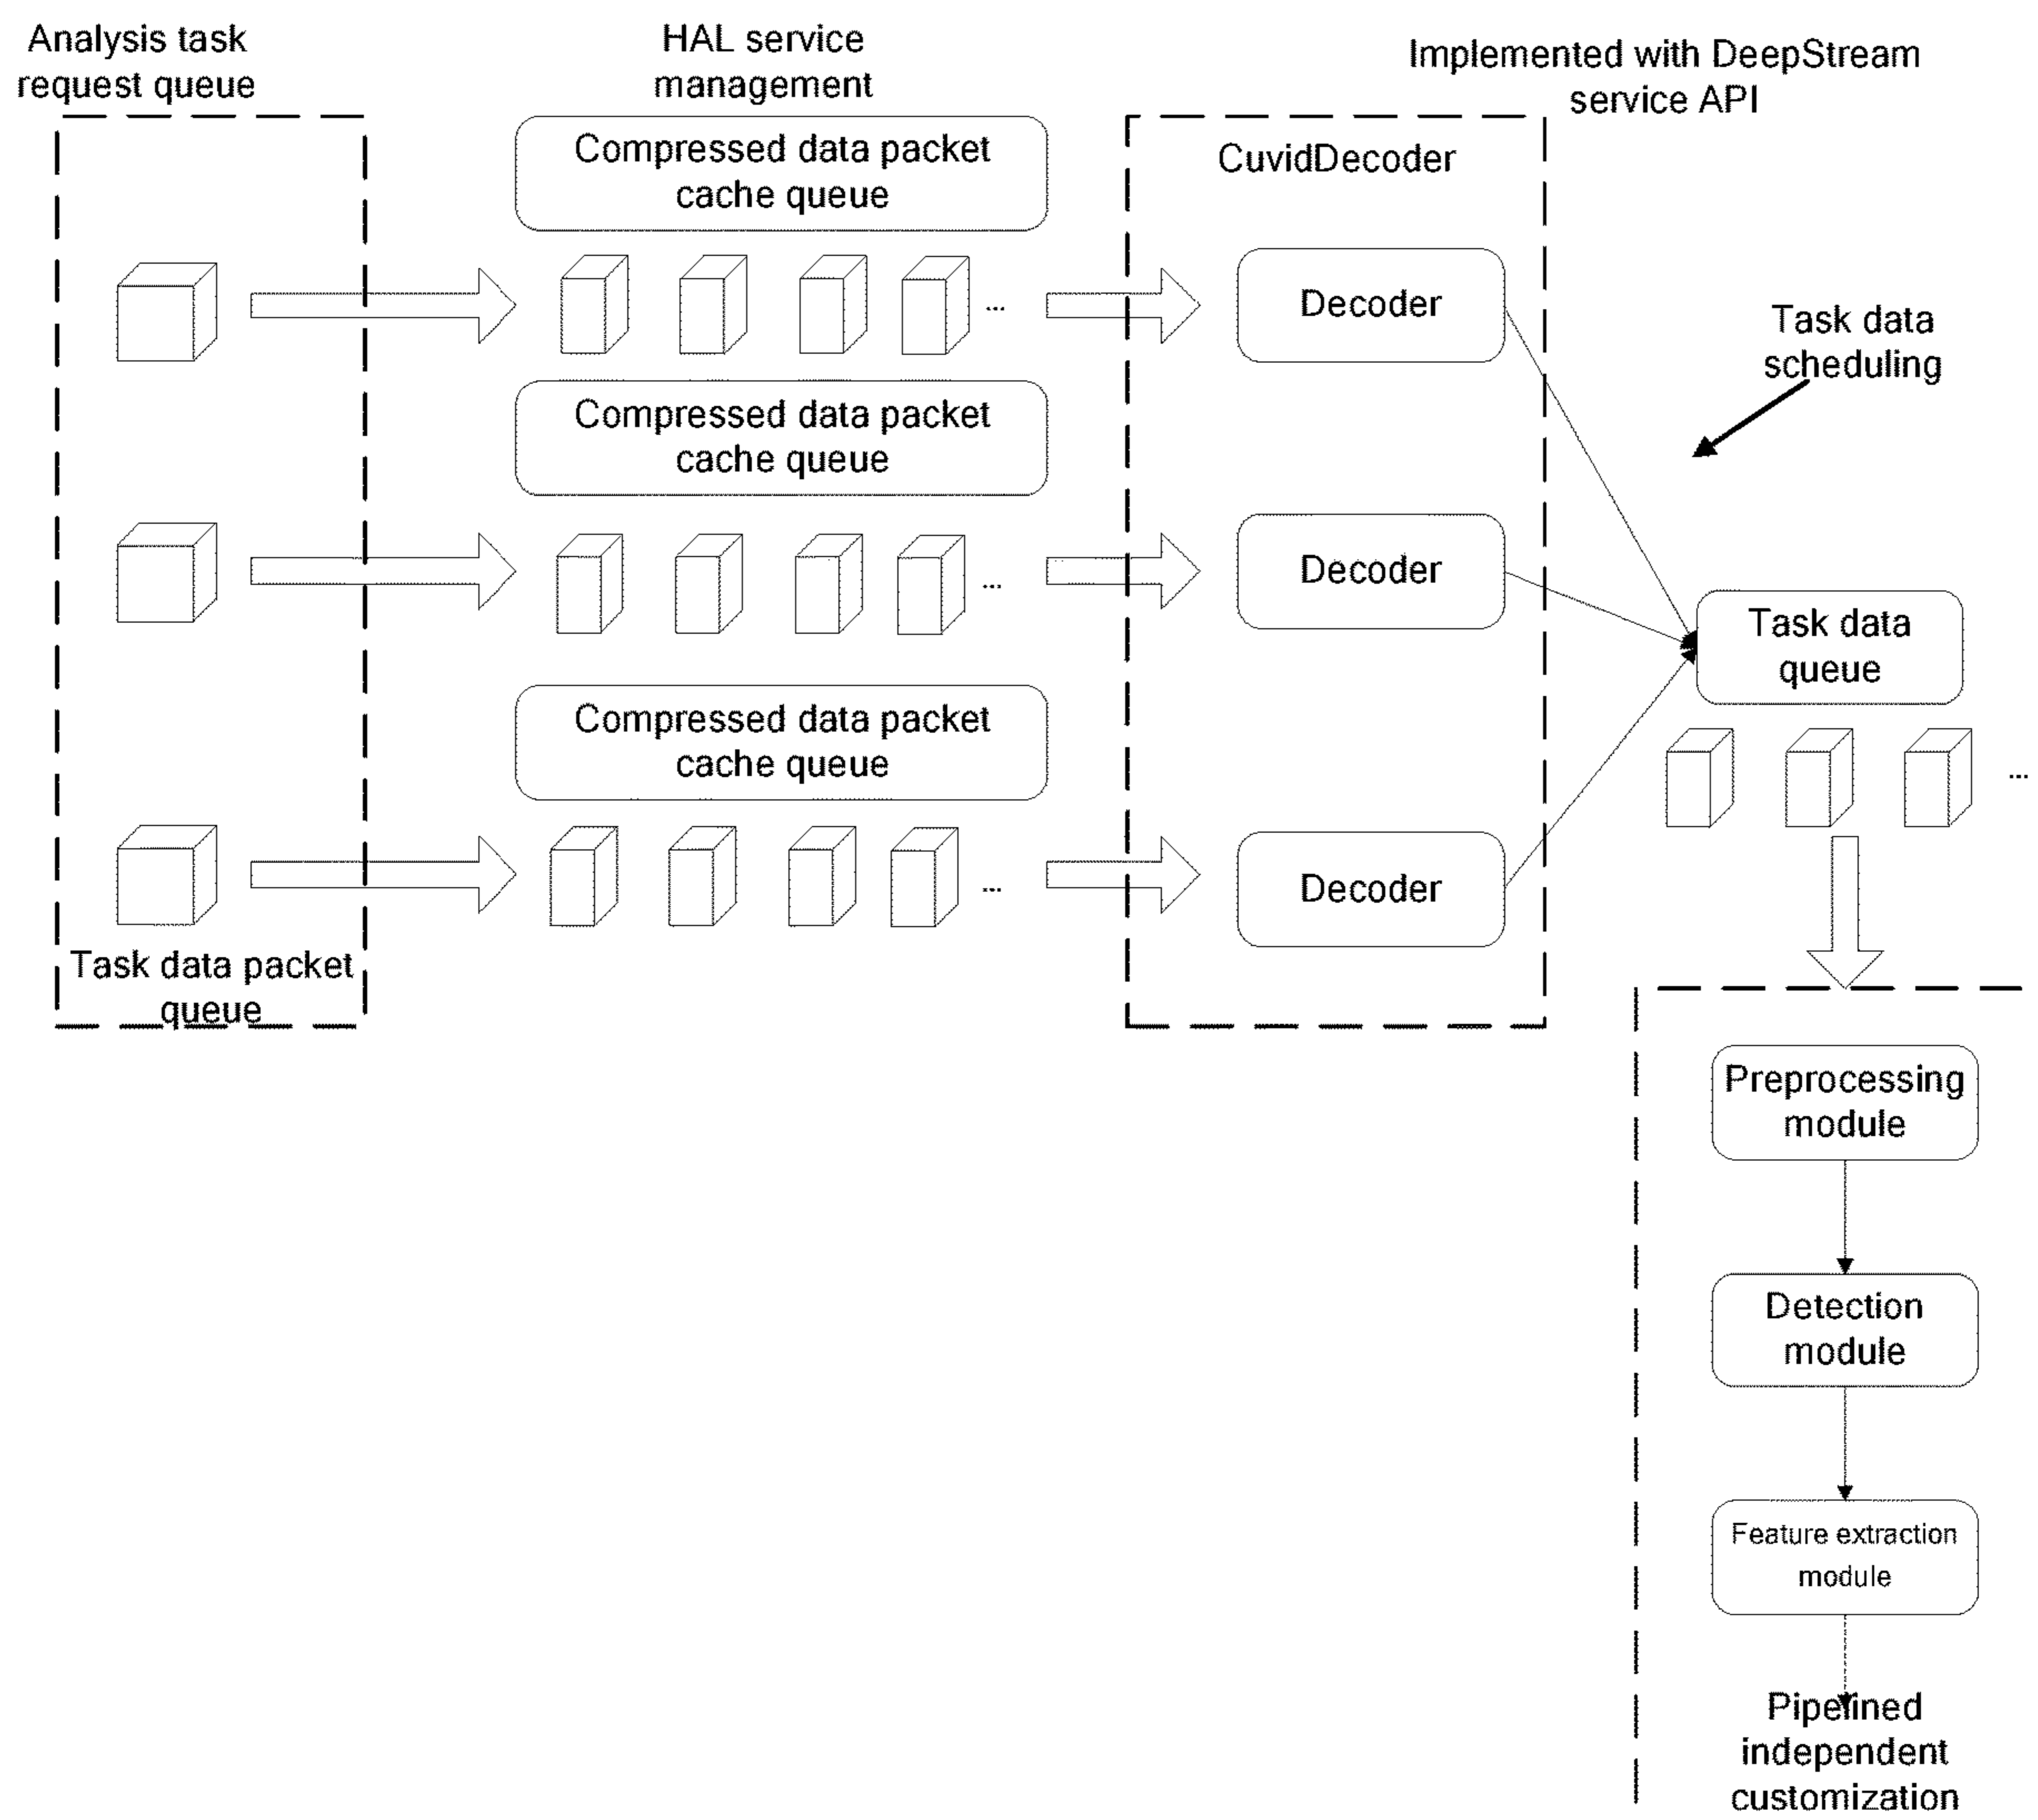 Analysis task
request queue
HAL service
management
Implemented with DeepStream
service API
Compressed data packet
cache queue
CuvidDecoder
...
Decoder
Task data
scheduling
Compressed data packet
cache queue
...
Decoder
Task data
queue
Compressed data packet
cache queue
...
...
Decoder
Task data packet
queue
Preprocessing
module
Detection
module
Feature extraction
module
Pipelined
independent
customization